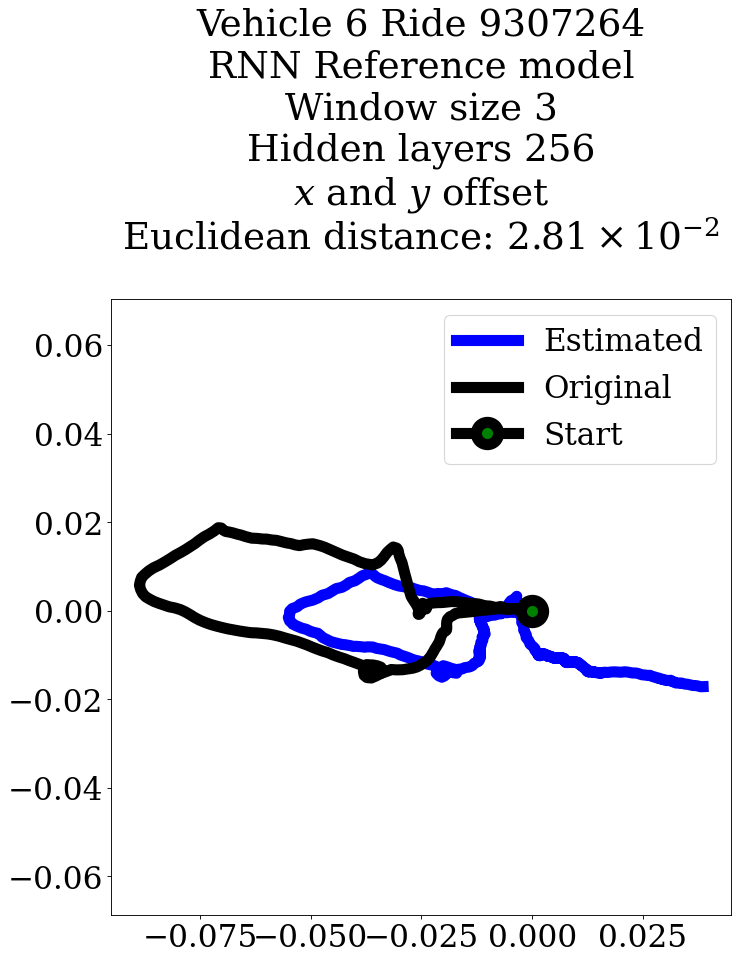 Vehicle 6 Ride 9307264
RNN Reference model
Window size 3
Hidden layers 256
x and y offset
Euclidean distance: 2.81 × 10⁻²
Estimated
Original
Start
0.06
0.04
0.02
0.00
−0.02
−0.04
−0.06
−0.075 −0.050 −0.025 0.000 0.025